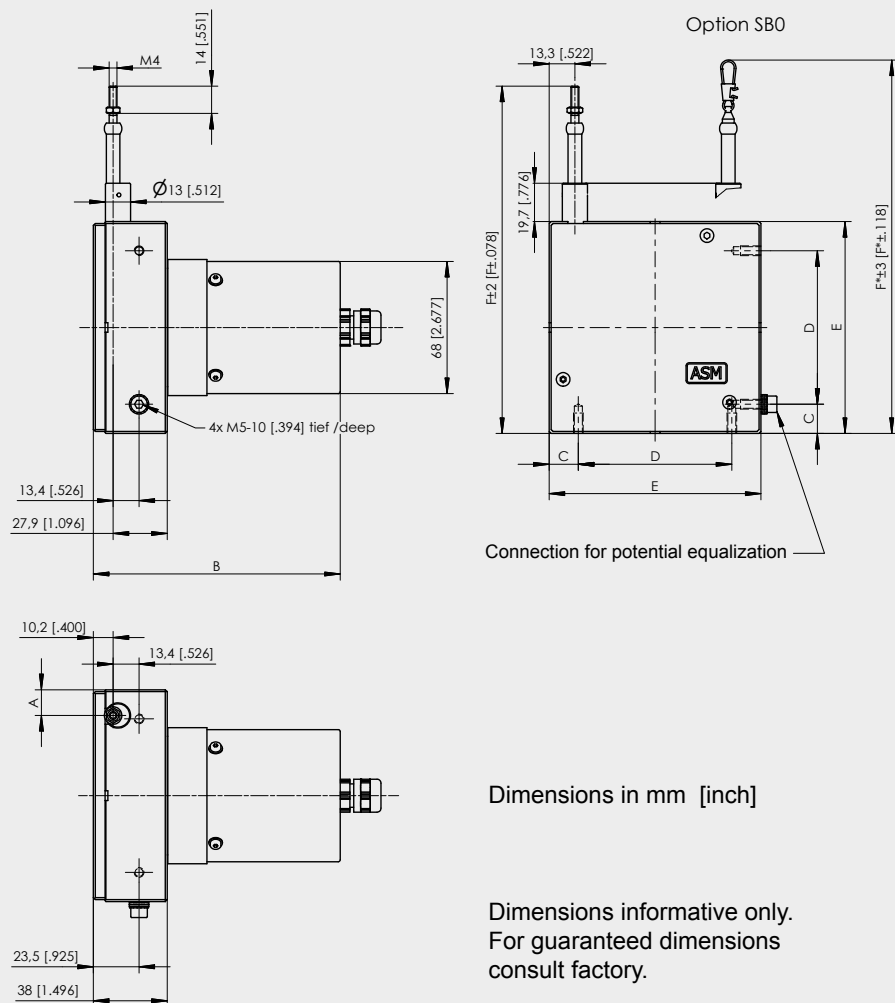 Option SB0
14 [.551]
M4
13,3 [.522]
Ø13 [.512]
19,7 [.776]
F±2 [F±.078]
F*±3 [F*±.118]
68 [2.677]
D
E
ASM
4x M5-10 [.394] tief /deep
C
C
D
E
13,4 [.526]
27,9 [1.096]
B
Connection for potential equalization
10,2 [.400]
13,4 [.526]
A
Dimensions in mm [inch]
Dimensions informative only.
For guaranteed dimensions
consult factory.
23,5 [.925]
38 [1.496]